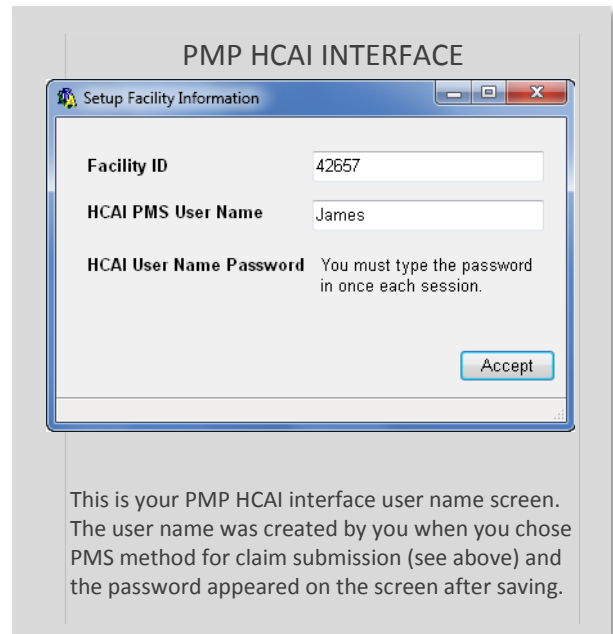 PMP HCAI INTERFACE
Setup Facility Information
Facility ID 42657
HCAI PMS User Name James
HCAI User Name Password You must type the password
in once each session.
Accept
This is your PMP HCAI interface user name screen.
The user name was created by you when you chose
PMS method for claim submission (see above) and
the password appeared on the screen after saving.